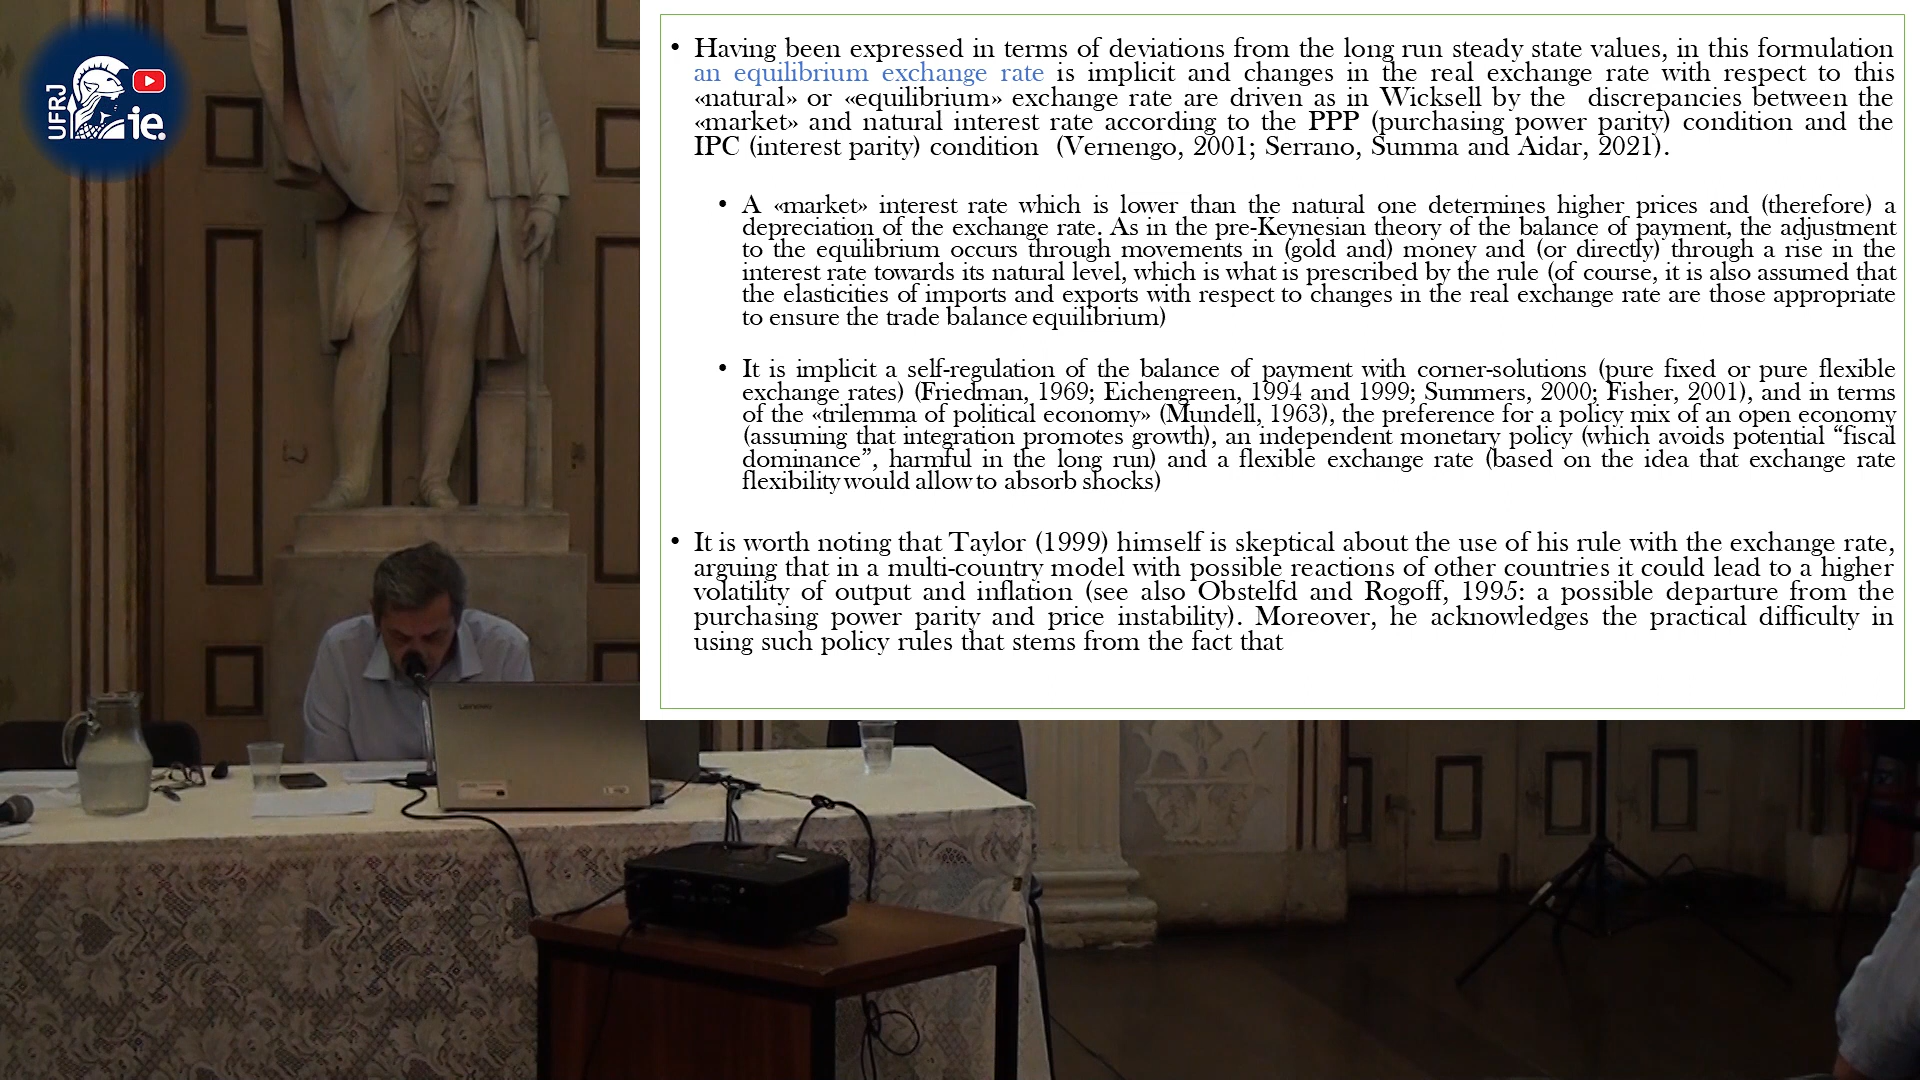 UFRJ
ie.
• Having been expressed in terms of deviations from the long run steady state values, in this formulation
an equilibrium exchange rate is implicit and changes in the real exchange rate with respect to this
«natural» or «equilibrium» exchange rate are driven as in Wicksell by the discrepancies between the
«market» and natural interest rate according to the PPP (purchasing power parity) condition and the
IPC (interest parity) condition (Vernengo, 2001; Serrano, Summa and Aidar, 2021).
• A «market» interest rate which is lower than the natural one determines higher prices and (therefore) a
depreciation of the exchange rate. As in the pre-Keynesian theory of the balance of payment, the adjustment
to the equilibrium occurs through movements in (gold and) money and (or directly) through a rise in the
interest rate towards its natural level, which is what is prescribed by the rule (of course, it is also assumed that
the elasticities of imports and exports with respect to changes in the real exchange rate are those appropriate
to ensure the trade balance equilibrium)
• It is implicit a self-regulation of the balance of payment with corner-solutions (pure fixed or pure flexible
exchange rates) (Friedman, 1969; Eichengreen, 1994 and 1999; Summers, 2000; Fisher, 2001), and in terms
of the «trilemma of political economy» (Mundell, 1963), the preference for a policy mix of an open economy
(assuming that integration promotes growth), an independent monetary policy (which avoids potential “fiscal
dominance”, harmful in the long run) and a flexible exchange rate (based on the idea that exchange rate
flexibility would allow to absorb shocks)
• It is worth noting that Taylor (1999) himself is skeptical about the use of his rule with the exchange rate,
arguing that in a multi-country model with possible reactions of other countries it could lead to a higher
volatility of output and inflation (see also Obstelfd and Rogoff, 1995: a possible departure from the
purchasing power parity and price instability). Moreover, he acknowledges the practical difficulty in
using such policy rules that stems from the fact that
Lenovo